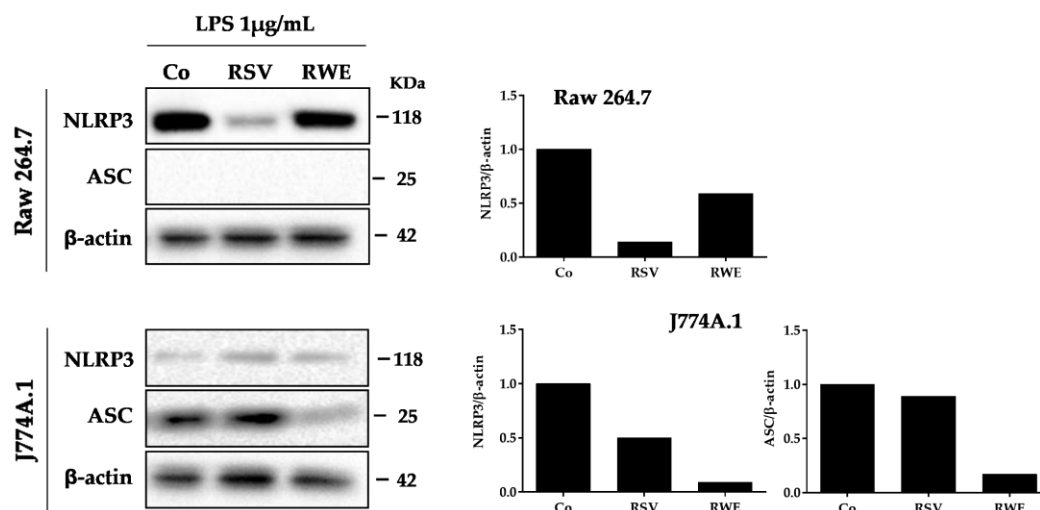 LPS 1µg/mL
Co RSV RWE
KDa
Raw 264.7
NLRP3
118
ASC
25
β-actin
42
Raw 264.7
NLRP3/β-actin
1.5
1.0
0.5
0.0
Co RSV RWE
J774A.1
NLRP3
118
ASC
25
β-actin
42
J774A.1
NLRP3/β-actin
1.5
1.0
0.5
0.0
Co RSV RWE
ASC/β-actin
1.5
1.0
0.5
0.0
Co RSV RWE